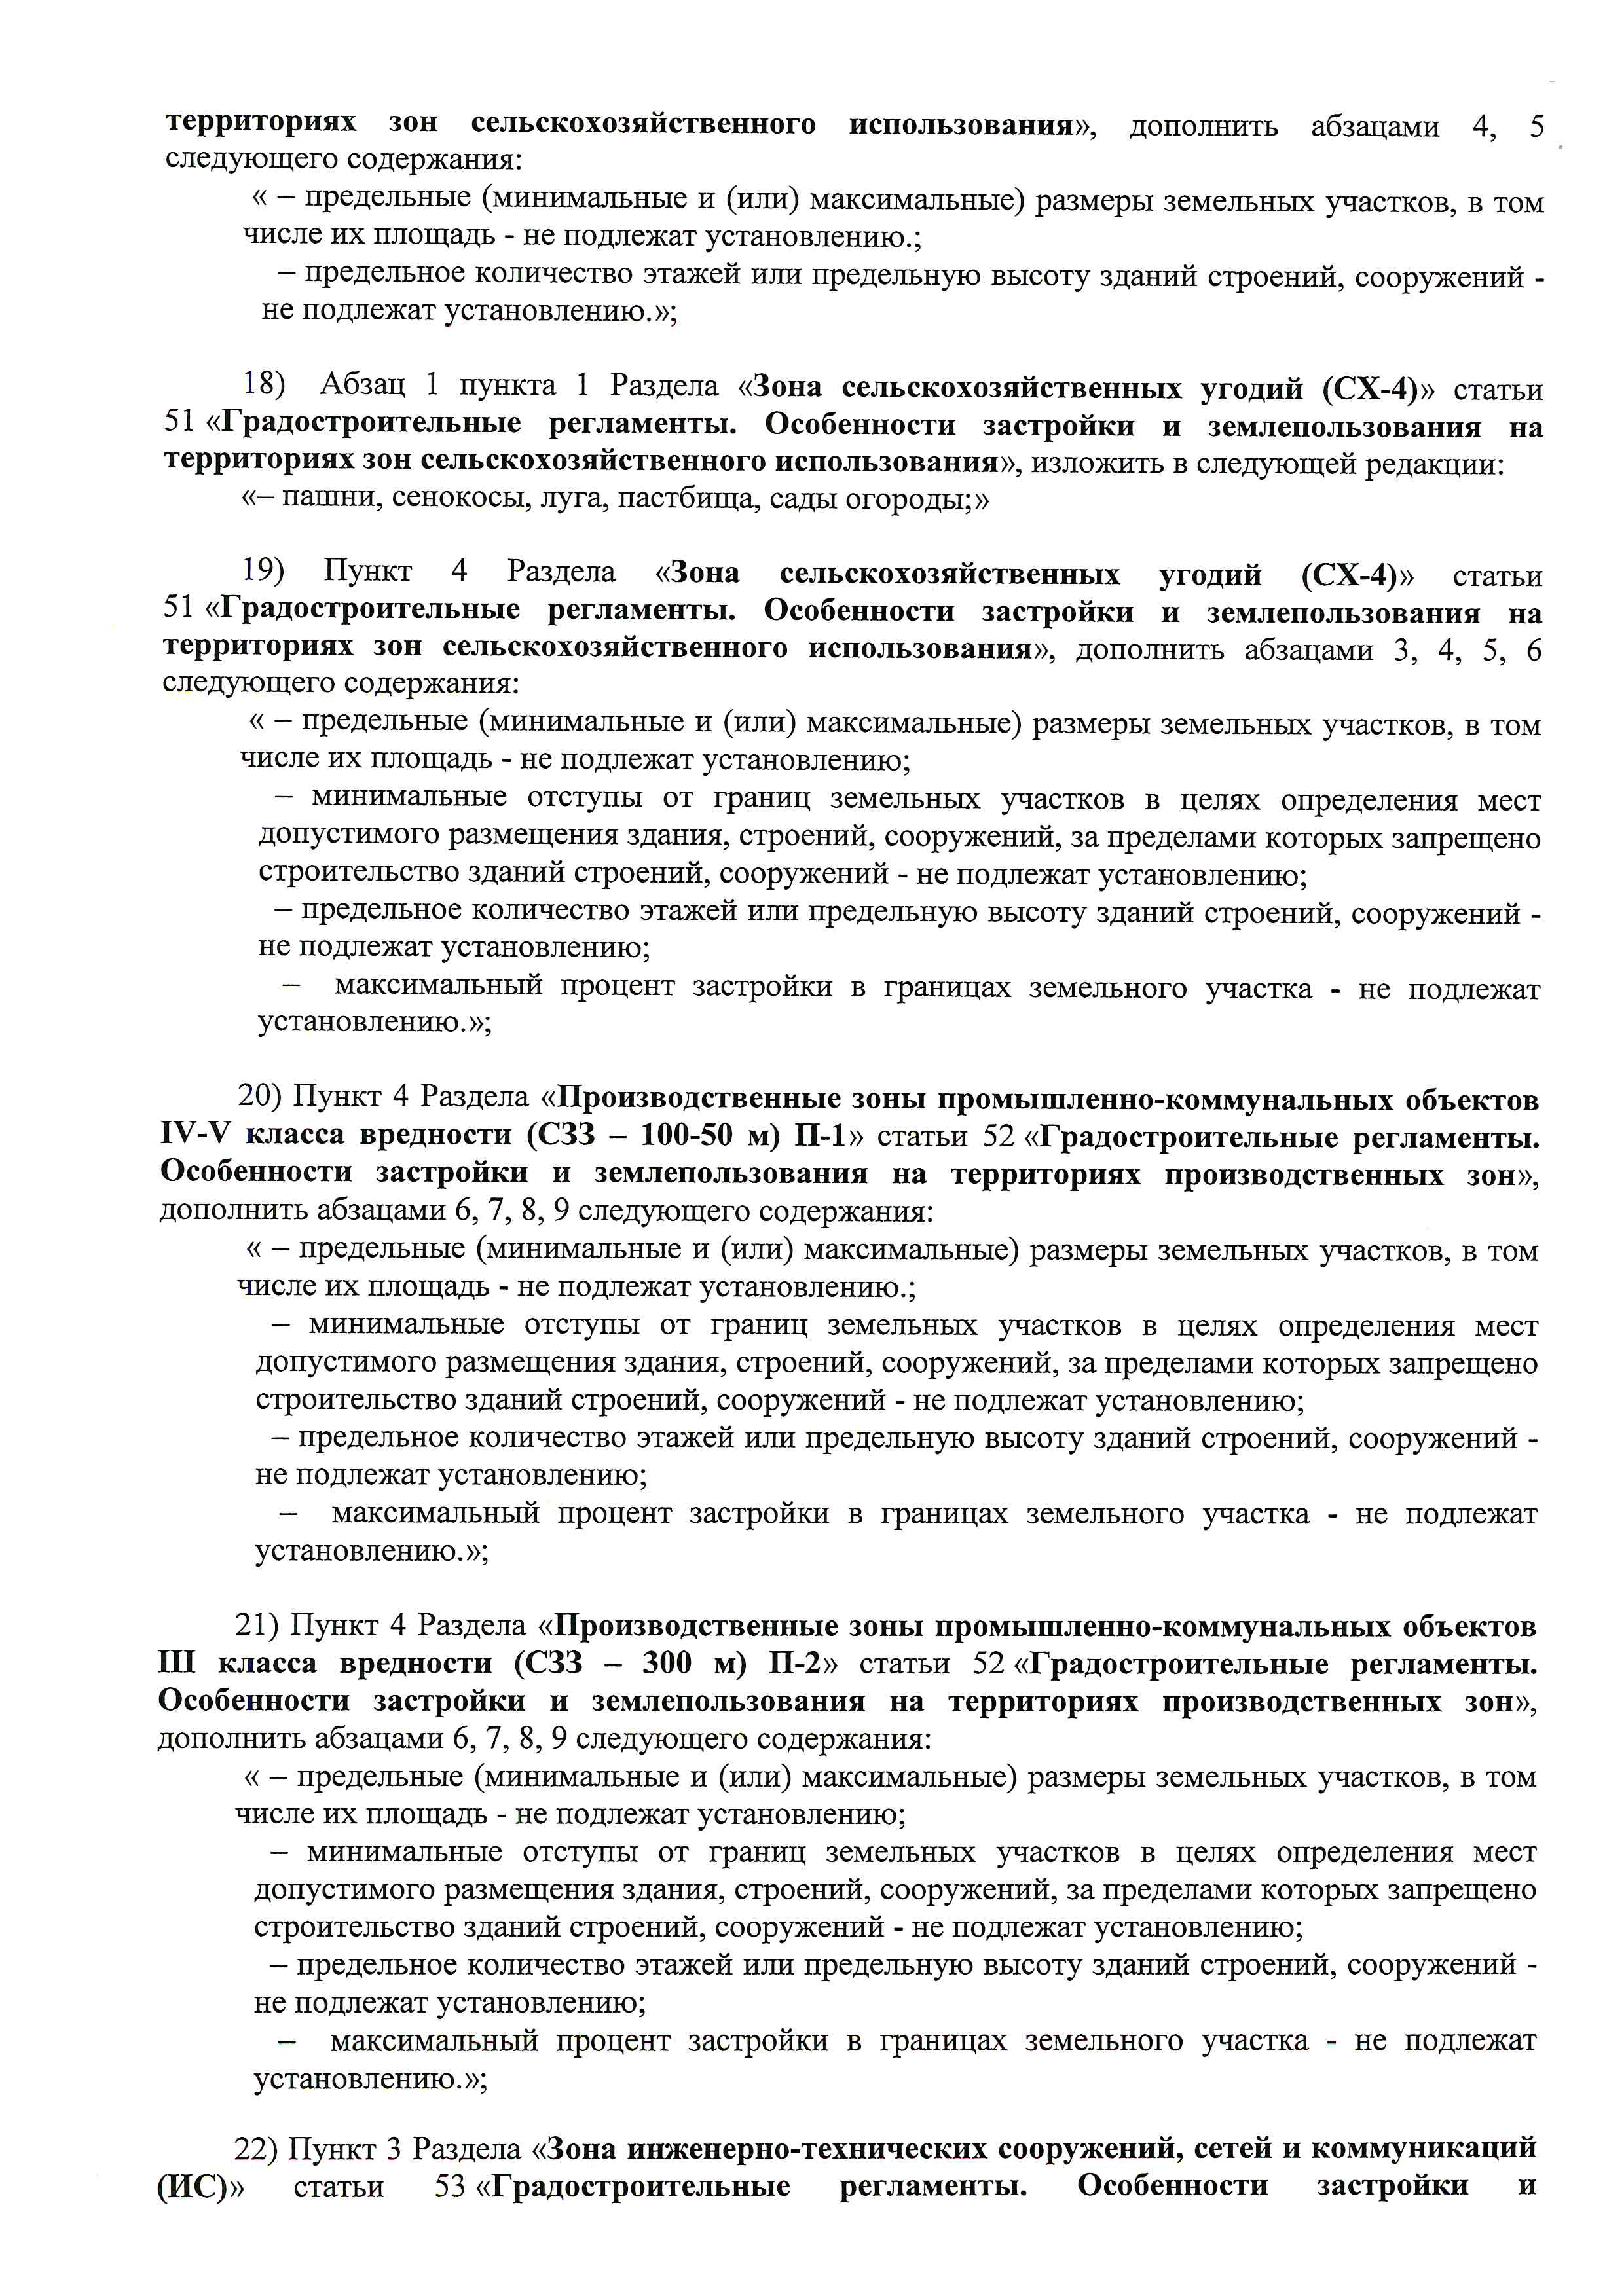 территориях зон сельскохозяйственного использования», дополнить абзацами 4, 5
следующего содержания:
« – предельные (минимальные и (или) максимальные) размеры земельных участков, в том
числе их площадь - не подлежат установлению.;
– предельное количество этажей или предельную высоту зданий строений, сооружений -
не подлежат установлению.»;
18) Абзац 1 пункта 1 Раздела «Зона сельскохозяйственных угодий (СХ-4)» статьи
51 «Градостроительные регламенты. Особенности застройки и землепользования на
территориях зон сельскохозяйственного использования», изложить в следующей редакции:
«– пашни, сенокосы, луга, пастбища, сады огороды;»
19) Пункт 4 Раздела «Зона сельскохозяйственных угодий (СХ-4)» статьи
51 «Градостроительные регламенты. Особенности застройки и землепользования на
территориях зон сельскохозяйственного использования», дополнить абзацами 3, 4, 5, 6
следующего содержания:
« – предельные (минимальные и (или) максимальные) размеры земельных участков, в том
числе их площадь - не подлежат установлению;
– минимальные отступы от границ земельных участков в целях определения мест
допустимого размещения здания, строений, сооружений, за пределами которых запрещено
строительство зданий строений, сооружений - не подлежат установлению;
– предельное количество этажей или предельную высоту зданий строений, сооружений -
не подлежат установлению;
– максимальный процент застройки в границах земельного участка - не подлежат
установлению.»;
20) Пункт 4 Раздела «Производственные зоны промышленно-коммунальных объектов
IV-V класса вредности (СЗЗ – 100-50 м) П-1» статьи 52 «Градостроительные регламенты.
Особенности застройки и землепользования на территориях производственных зон»,
дополнить абзацами 6, 7, 8, 9 следующего содержания:
« – предельные (минимальные и (или) максимальные) размеры земельных участков, в том
числе их площадь - не подлежат установлению.;
– минимальные отступы от границ земельных участков в целях определения мест
допустимого размещения здания, строений, сооружений, за пределами которых запрещено
строительство зданий строений, сооружений - не подлежат установлению;
– предельное количество этажей или предельную высоту зданий строений, сооружений -
не подлежат установлению;
– максимальный процент застройки в границах земельного участка - не подлежат
установлению.»;
21) Пункт 4 Раздела «Производственные зоны промышленно-коммунальных объектов
III класса вредности (СЗЗ – 300 м) П-2» статьи 52 «Градостроительные регламенты.
Особенности застройки и землепользования на территориях производственных зон»,
дополнить абзацами 6, 7, 8, 9 следующего содержания:
« – предельные (минимальные и (или) максимальные) размеры земельных участков, в том
числе их площадь - не подлежат установлению;
– минимальные отступы от границ земельных участков в целях определения мест
допустимого размещения здания, строений, сооружений, за пределами которых запрещено
строительство зданий строений, сооружений - не подлежат установлению;
– предельное количество этажей или предельную высоту зданий строений, сооружений -
не подлежат установлению;
– максимальный процент застройки в границах земельного участка - не подлежат
установлению.»;
22) Пункт 3 Раздела «Зона инженерно-технических сооружений, сетей и коммуникаций
(ИС)» статьи 53 «Градостроительные регламенты. Особенности застройки и